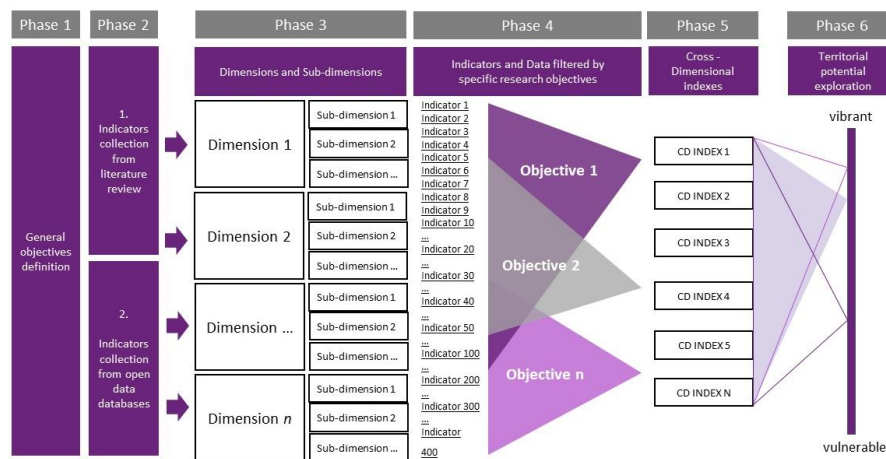 Phase 1
Phase 2
Phase 3
Phase 4
Phase 5
Phase 6
General
objectives
definition
1.
Indicators
collection
from
literature
review
2.
Indicators
collection
from open
data
databases
Dimensions and Sub-dimensions
Dimension 1
Sub-dimension 1
Sub-dimension 2
Sub-dimension ...
Dimension 2
Sub-dimension 1
Sub-dimension 2
Sub-dimension ...
Dimension ...
Sub-dimension 1
Sub-dimension 2
Sub-dimension ...
Dimension n
Sub-dimension 1
Sub-dimension 2
Sub-dimension ...
Indicators and Data filtered by
specific research objectives
Indicator 1
Indicator 2
Indicator 3
Indicator 4
Indicator 5
Indicator 6
Indicator 7
Indicator 8
Indicator 9
Indicator 10
...
Indicator 20
...
Indicator 30
...
Indicator 40
...
Indicator 50
...
Indicator 100
...
Indicator 200
...
Indicator 300
...
Indicator
400
Objective 1
Objective 2
Objective n
Cross -
Dimensional
indexes
CD INDEX 1
CD INDEX 2
CD INDEX 3
CD INDEX 4
CD INDEX 5
CD INDEX N
Territorial
potential
exploration
vibrant
vulnerable